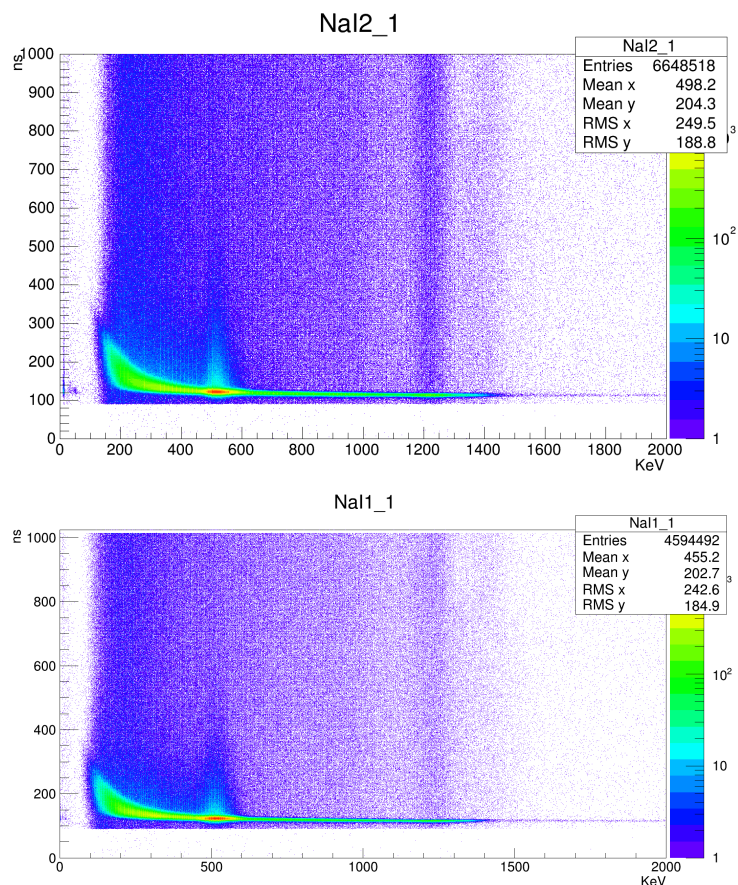 NaI2_1
ns
1000
900
800
700
600
500
400
300
200
100
0
0 200 400 600 800 1000 1200 1400 1600 1800 2000
KeV
NaI2_1
Entries 6648518
Mean x 498.2
Mean y 204.3
RMS x 249.5
RMS y 188.8
3
10²
10
1
NaI1_1
ns
1000
800
600
400
200
0
0 500 1000 1500 2000
KeV
NaI1_1
Entries 4594492
Mean x 455.2
Mean y 202.7
RMS x 242.6
RMS y 184.9
3
10²
10
1